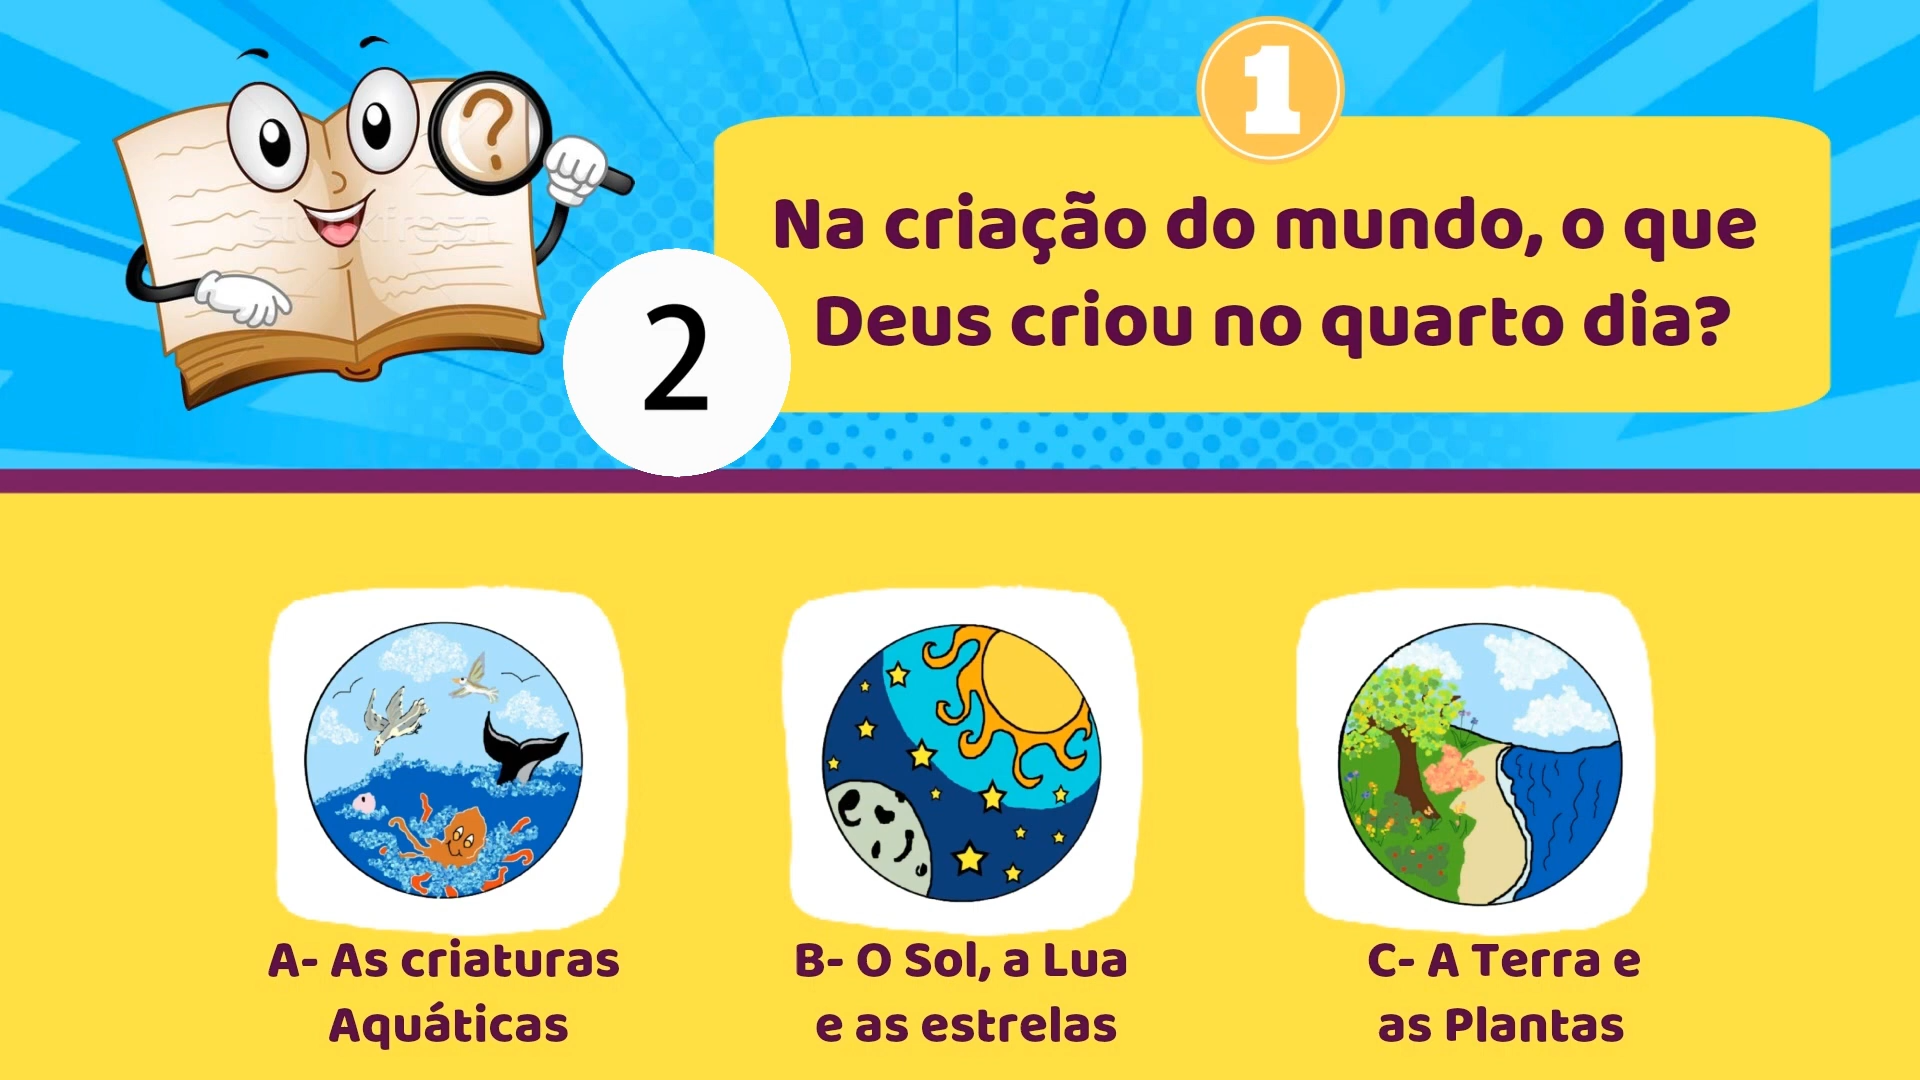 1
Na criação do mundo, o que
Deus criou no quarto dia?
2
?
A- As criaturas
Aquáticas
B- O Sol, a Lua
e as estrelas
C- A Terra e
as Plantas